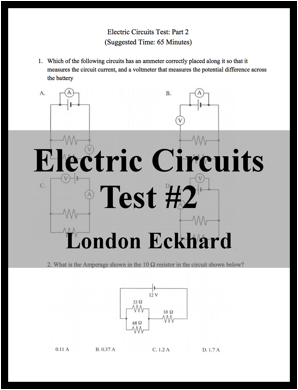 Electric Circuits Test: Part 2
(Suggested Time: 65 Minutes)
1. Which of the following circuits has an ammeter correctly placed along it so that it
measures the circuit current, and a voltmeter that measures the potential difference across
the battery
A. B.
A A
V
A
Electric Circuits
Test #2
C.
V V
A
London Eckhard
2. What is the Amperage shown in the 10 Ω resistor in the circuit shown below?
12 V
10 Ω
0.11 A B. 0.37 A C. 1.2 A D. 1.7 A